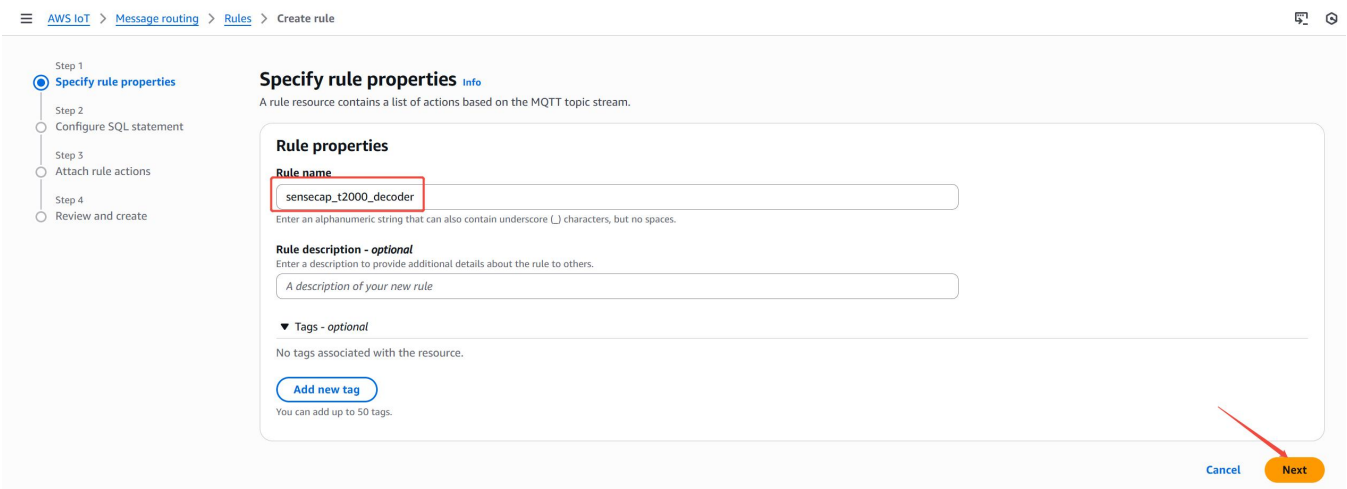 AWS IoT > Message routing > Rules > Create rule
Step 1
Specify rule properties
Step 2
Configure SQL statement
Step 3
Attach rule actions
Step 4
Review and create
Specify rule properties Info
A rule resource contains a list of actions based on the MQTT topic stream.
Rule properties
Rule name
sensecap_t2000_decoder
Enter an alphanumeric string that can also contain underscore (_) characters, but no spaces.
Rule description - optional
Enter a description to provide additional details about the rule to others.
A description of your new rule
Tags - optional
No tags associated with the resource.
Add new tag
You can add up to 50 tags.
Cancel
Next